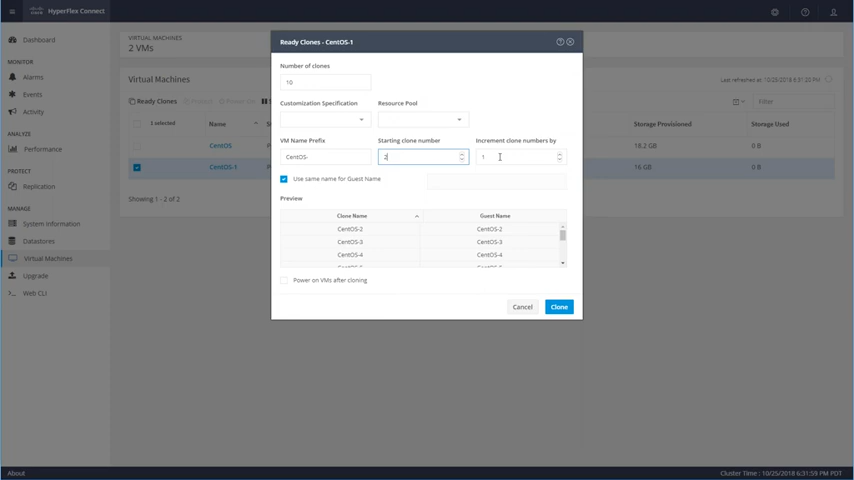 cisco HyperFlex Connect
Dashboard
MONITOR
Alarms
Events
Activity
ANALYZE
Performance
PROTECT
Replication
MANAGE
System Information
Datastores
Virtual Machines
Upgrade
Web CLI
About
VIRTUAL MACHINES
2 VMs
Virtual Machines
Last refreshed at : 10/25/2018 6:31:20 PM
Ready Clones
Power On
Filter
1 selected
Name
Storage Provisioned
Storage Used
CentOS
18.2 GB
0 B
CentOS-1
16 GB
0 B
Showing 1 - 2 of 2
Ready Clones - CentOS-1
Number of clones
10
Customization Specification
Resource Pool
VM Name Prefix
Starting clone number
Increment clone numbers by
CentOS-
2
1
Use same name for Guest Name
Preview
Clone Name
Guest Name
CentOS-2
CentOS-2
CentOS-3
CentOS-3
CentOS-4
CentOS-4
Power on VMs after cloning
Cancel
Clone
Cluster Time : 10/25/2018 6:31:59 PM PDT